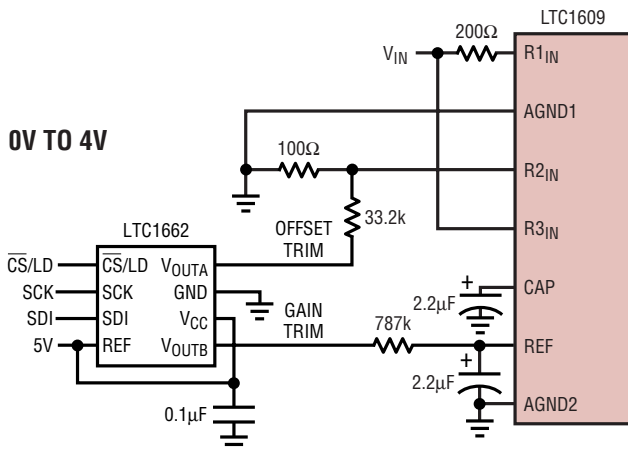 LTC1609
200Ω
V_IN
R1_IN
AGND1
0V TO 4V
100Ω
R2_IN
33.2k
OFFSET
TRIM
R3_IN
LTC1662
C̅S̅/LD
C̅S̅/LD
V_OUTA
SCK
SCK
GND
SDI
SDI
V_CC
5V
REF
V_OUTB
GAIN
TRIM
787k
+
2.2µF
CAP
REF
+
2.2µF
AGND2
0.1µF